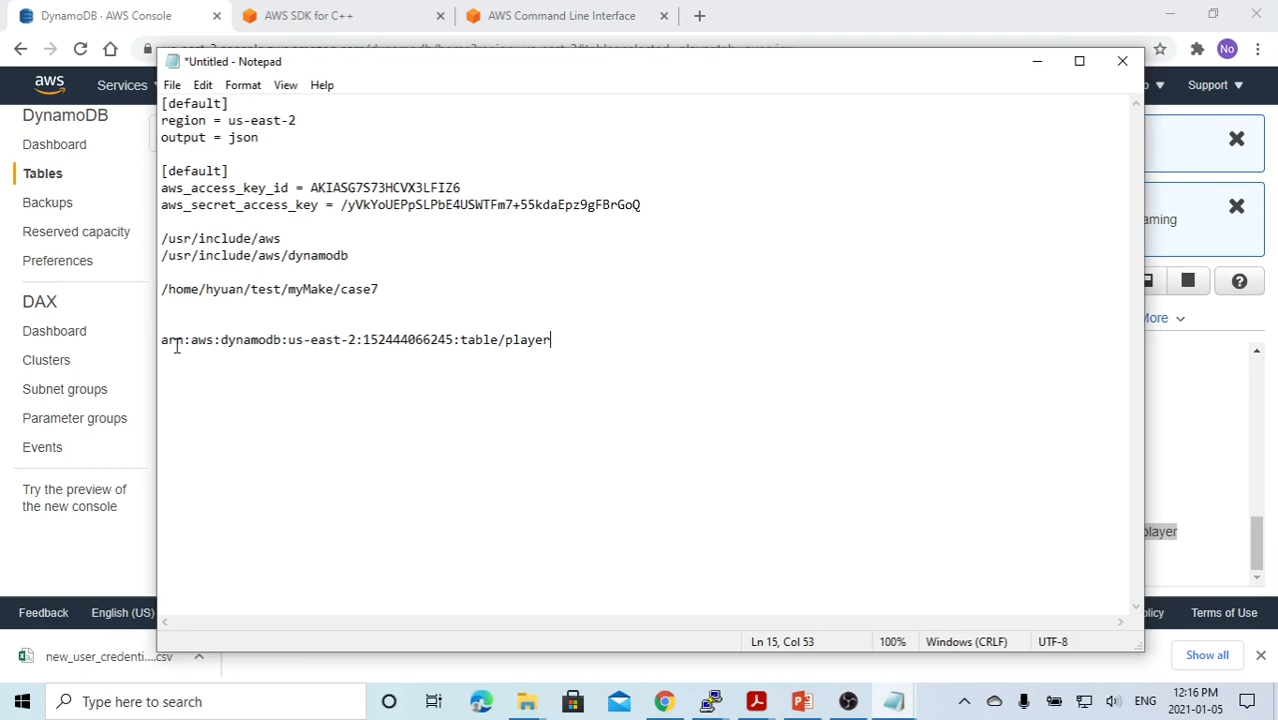 DynamoDB · AWS Console
AWS SDK for C++
AWS Command Line Interface
No
aws
Services
Support
*Untitled - Notepad
File Edit Format View Help
[default]
region = us-east-2
output = json
[default]
aws_access_key_id = AKIASG7S73HCVX3LFIZ6
aws_secret_access_key = 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
/usr/include/aws
/usr/include/aws/dynamodb
/home/hyuan/test/myMake/case7
arn:aws:dynamodb:us-east-2:152444066245:table/player
Ln 15, Col 53
100%
Windows (CRLF)
UTF-8
DynamoDB
Dashboard
Tables
Backups
Reserved capacity
Preferences
DAX
Dashboard
Clusters
Subnet groups
Parameter groups
Events
Try the preview of
the new console
aming
More
player
Feedback
English (US)
olicy
Terms of Use
new_user_credenti....csv
Show all
Type here to search
ENG
12:16 PM
2021-01-05